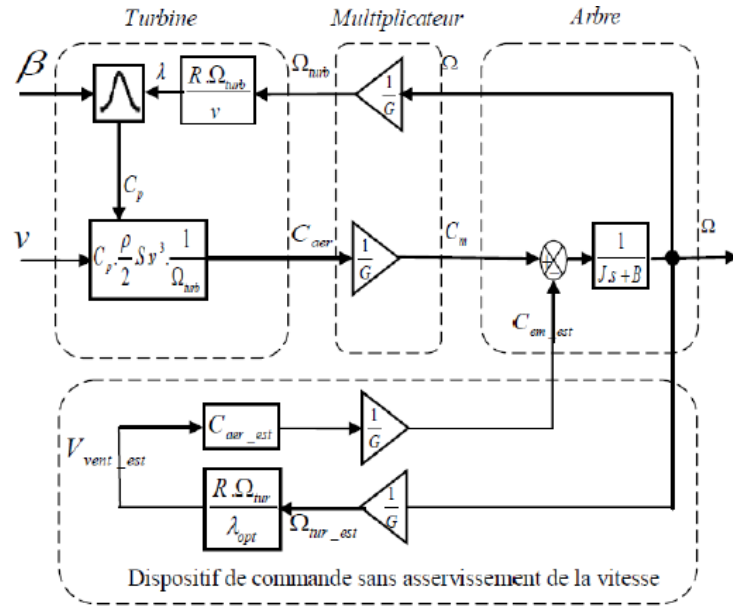 Turbine
Multiplicateur
Arbre
β
λ
R.Ω_turb / v
Ω_turb
1/G
Ω
C_p
v
C_p.ρ/2.S.v³.1/Ω_turb
C_aer
1/G
C_m
+
−
1/(J.s+B)
Ω
C_em_est
C_aer_est
1/G
V_vent_est
R.Ω_tur / λ_opt
Ω_tur_est
1/G
Dispositif de commande sans asservissement de la vitesse